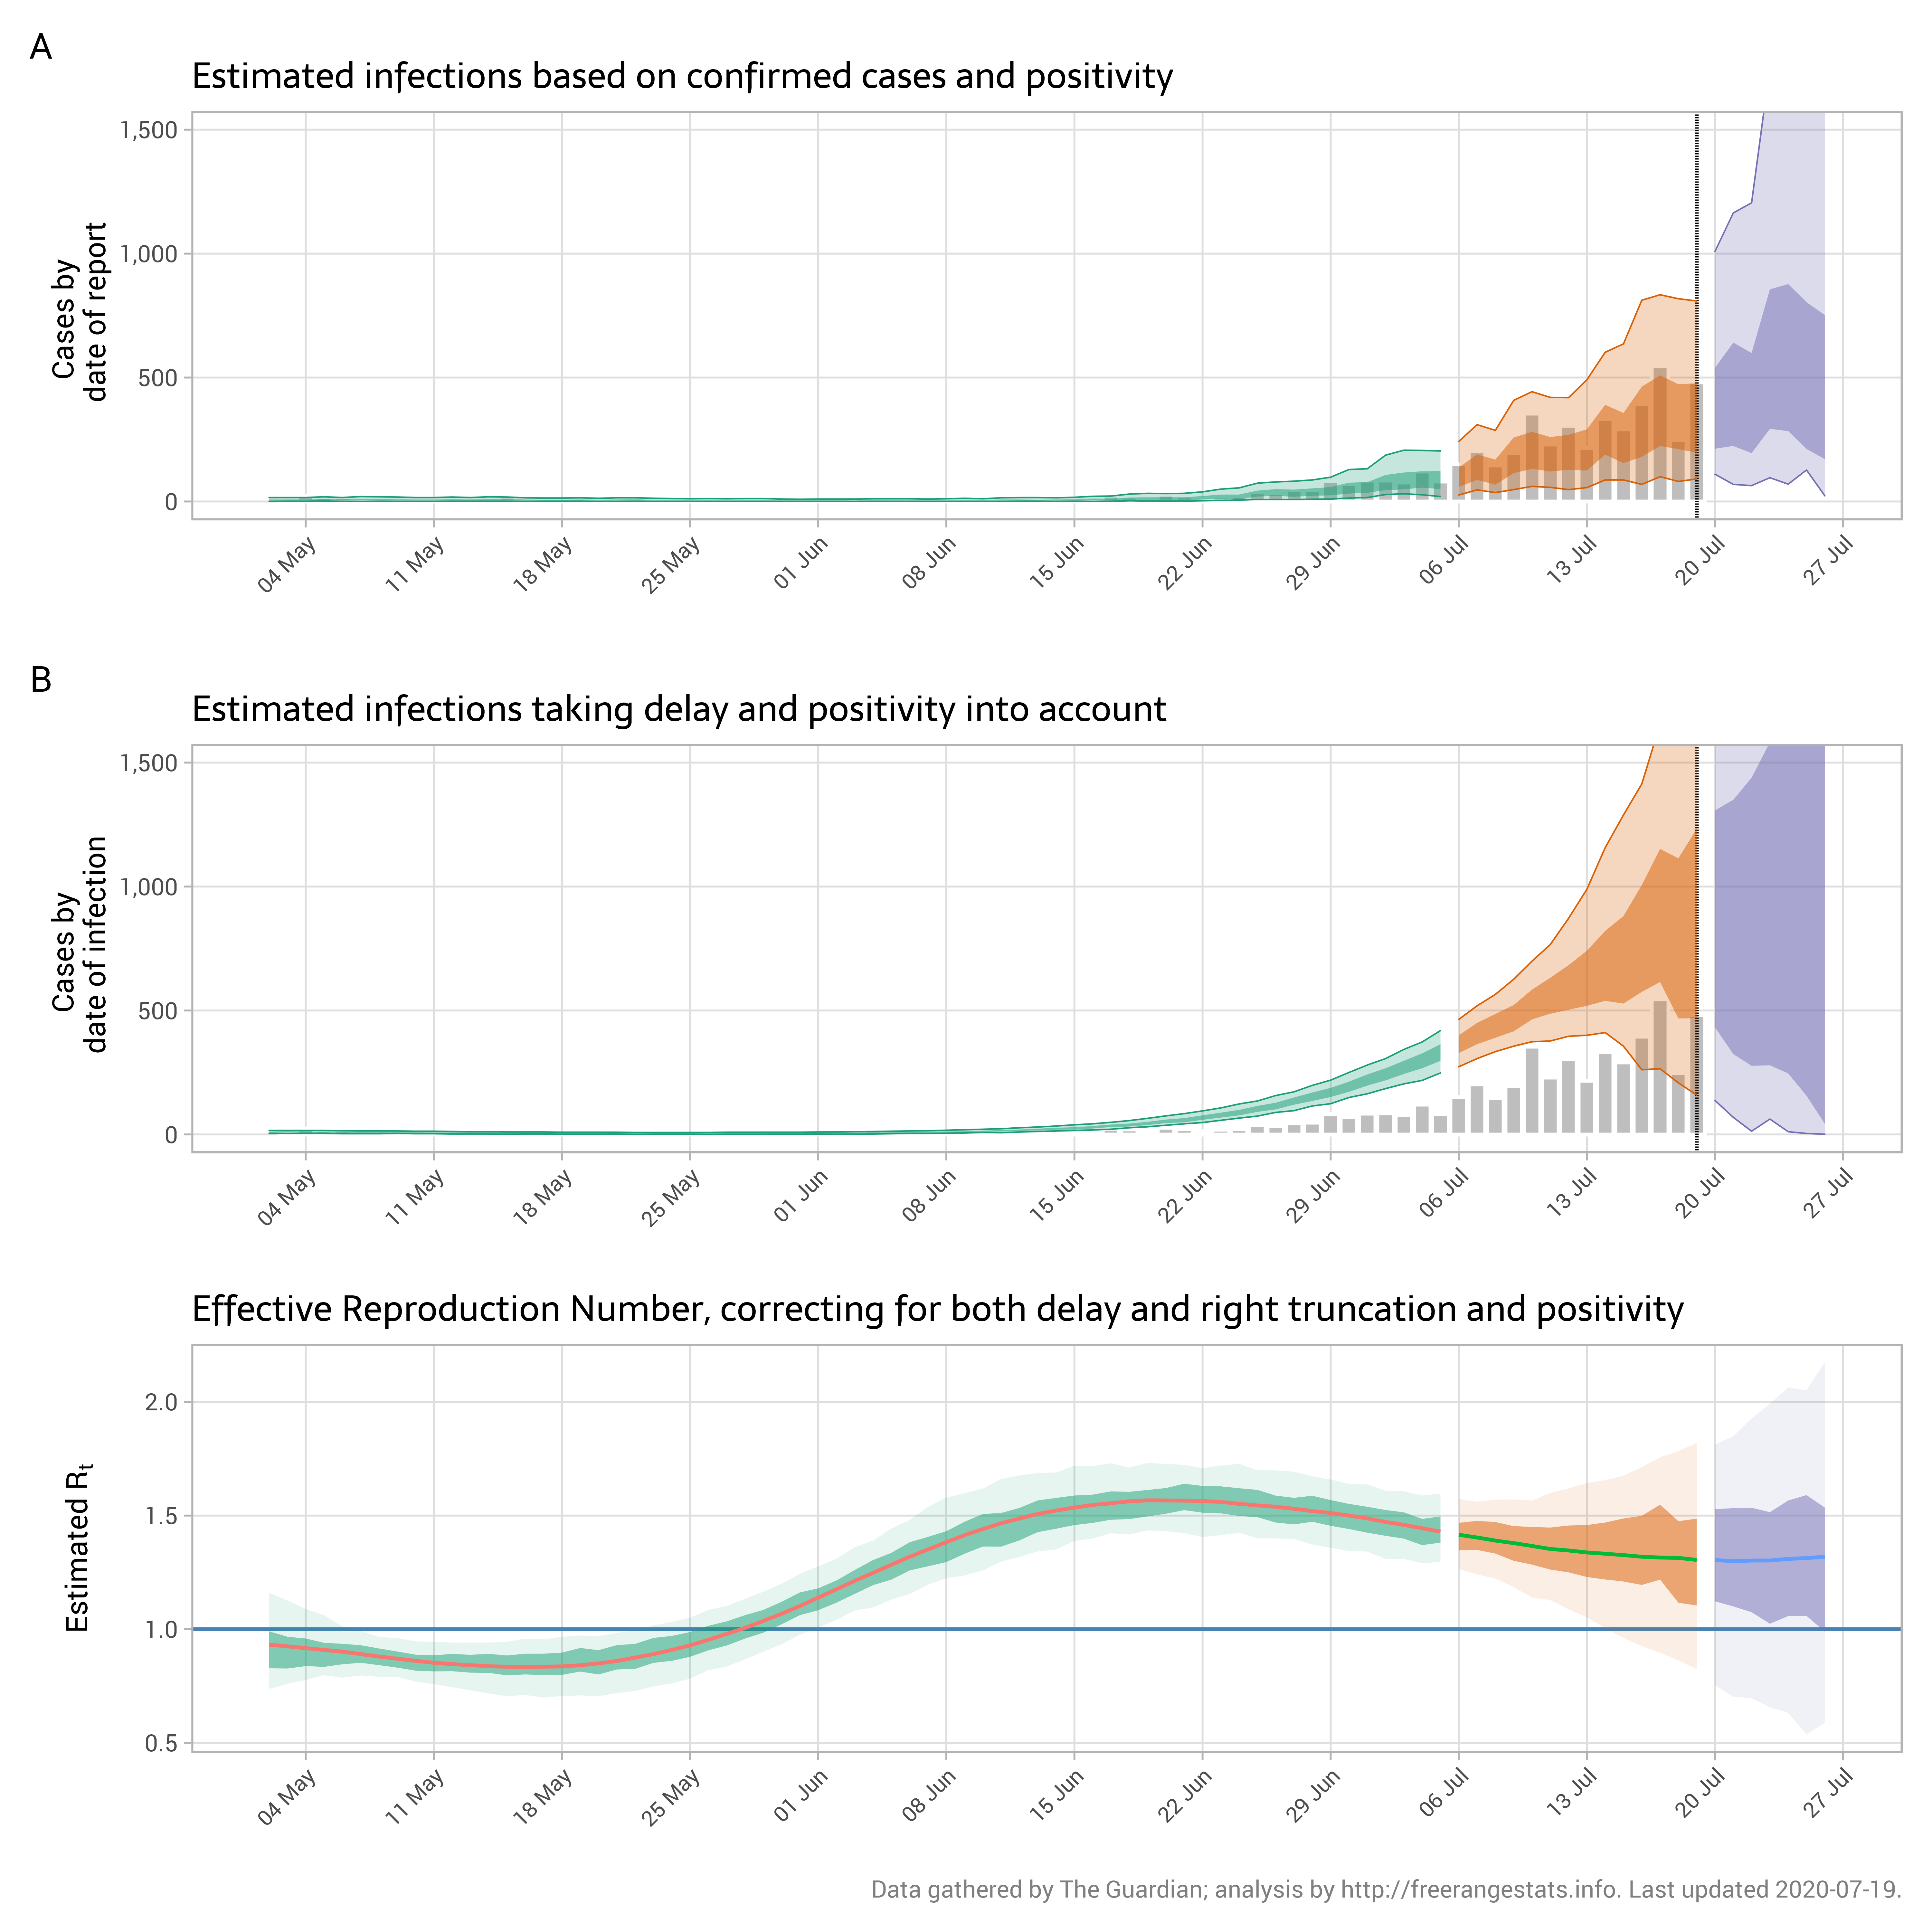 A
Estimated infections based on confirmed cases and positivity
Cases by
date of report
1,500
1,000
500
0
04 May 11 May 18 May 25 May 01 Jun 08 Jun 15 Jun 22 Jun 29 Jun 06 Jul 13 Jul 20 Jul 27 Jul
B
Estimated infections taking delay and positivity into account
Cases by
date of infection
1,500
1,000
500
0
04 May 11 May 18 May 25 May 01 Jun 08 Jun 15 Jun 22 Jun 29 Jun 06 Jul 13 Jul 20 Jul 27 Jul
Effective Reproduction Number, correcting for both delay and right truncation and positivity
Estimated Rt
2.0
1.5
1.0
0.5
04 May 11 May 18 May 25 May 01 Jun 08 Jun 15 Jun 22 Jun 29 Jun 06 Jul 13 Jul 20 Jul 27 Jul
Data gathered by The Guardian; analysis by http://freerangestats.info. Last updated 2020-07-19.